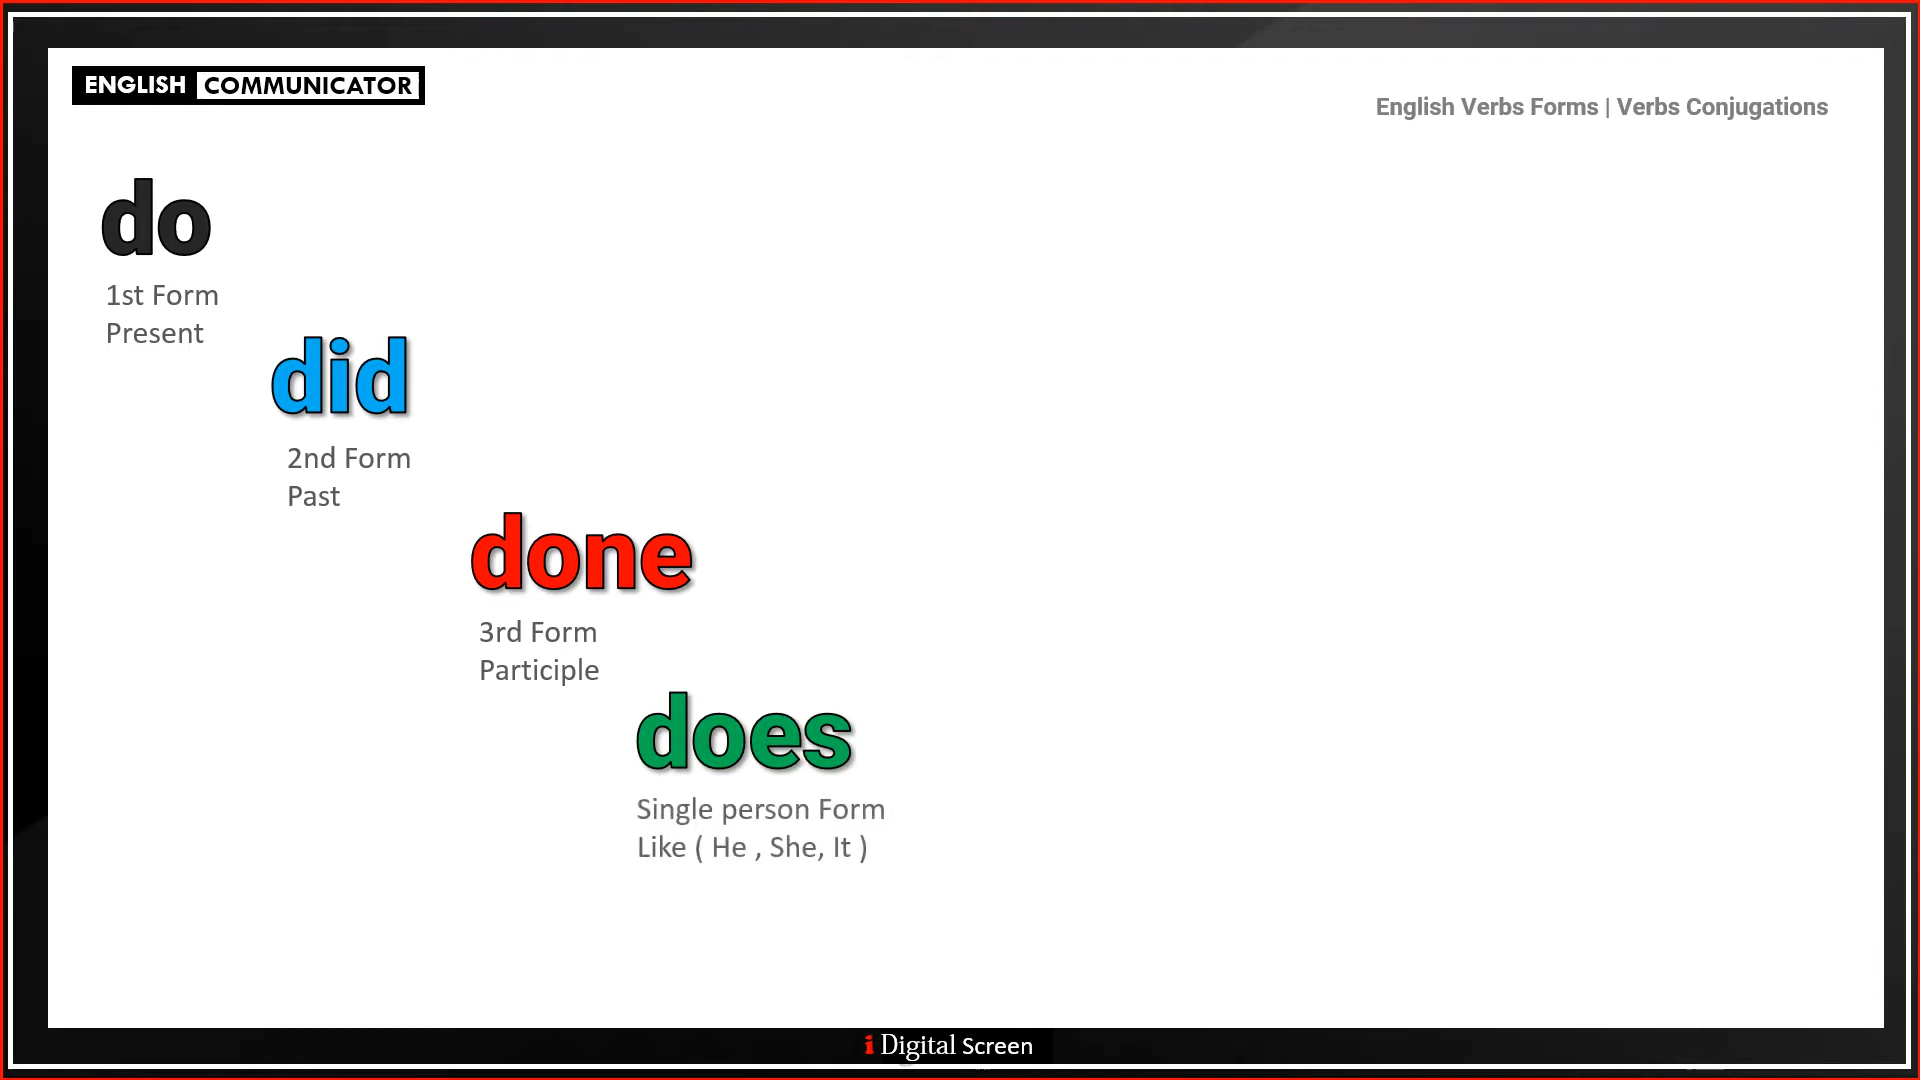 ENGLISH COMMUNICATOR
English Verbs Forms | Verbs Conjugations
do
1st Form
Present
did
2nd Form
Past
done
3rd Form
Participle
does
Single person Form
Like ( He , She, It )
i Digital Screen